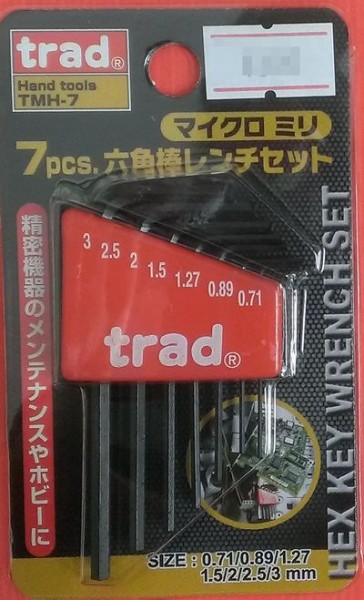 trad®
Hand tools
TMH-7
マイクロ ミリ
7pcs.六角棒レンチセット
精密機器のメンテナンスやホビーに
HEX KEY WRENCH SET
3 2.5 2 1.5 1.27 0.89 0.71
trad®
SIZE : 0.71/0.89/1.27
1.5/2/2.5/3 mm